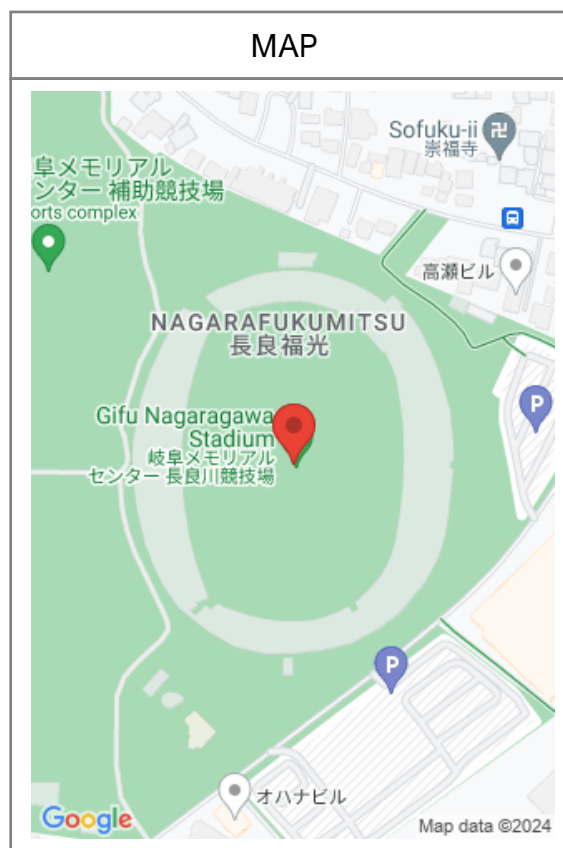 MAP
Sofuku-ii
崇福寺
阜メモリアル
ンター 補助競技場
orts complex
高瀬ビル
NAGARAFUKUMITSU
長良福光
P
Gifu Nagaragawa
Stadium
岐阜メモリアル
センター 長良川競技場
P
オハナビル
Google
Map data ©2024